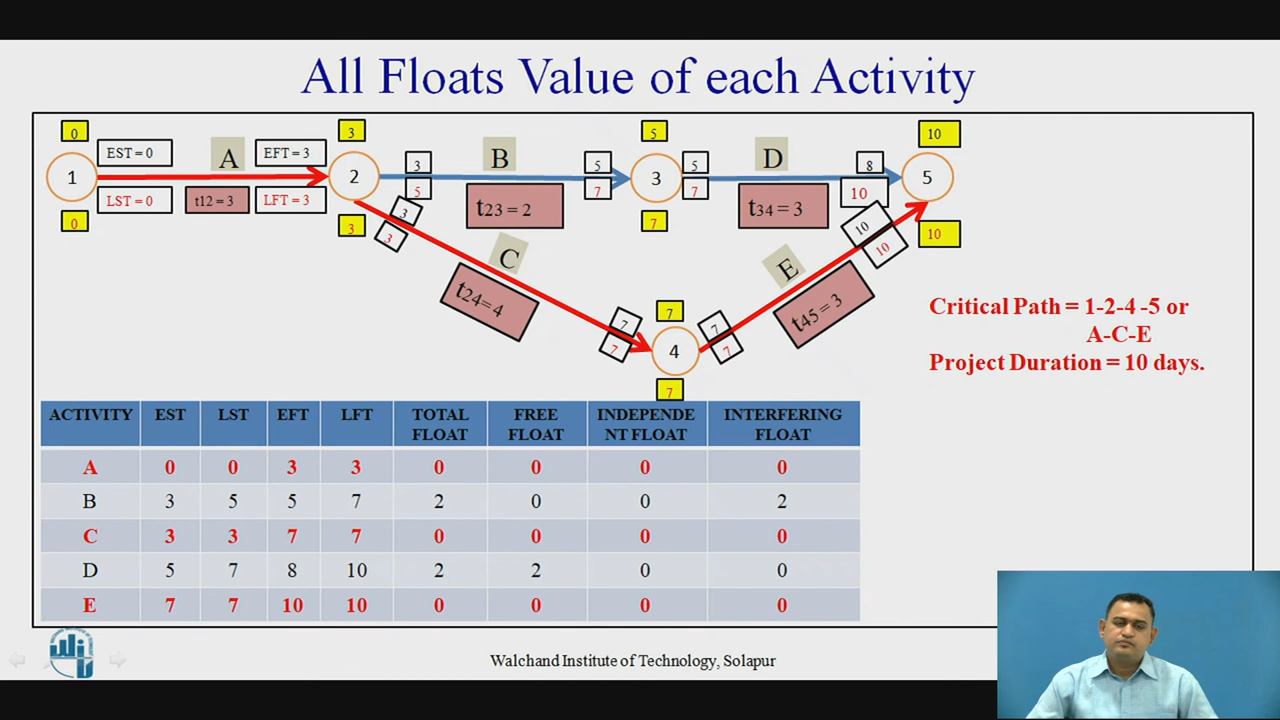 All Floats Value of each Activity
0 3 5 10
EST = 0 A EFT = 3 3 B 5 5 D 8
1 2 3 5
LST = 0 t12 = 3 LFT = 3 5 t23 = 2 7 7 t34 = 3 10
0 3 3 3 7 10 10 10
C E
t24= 4 t45 = 3
7 7 7 7 7
4
7
Critical Path = 1-2-4 -5 or
A-C-E
Project Duration = 10 days.
ACTIVITY EST LST EFT LFT TOTAL FLOAT FREE FLOAT INDEPENDE NT FLOAT INTERFERING FLOAT
A 0 0 3 3 0 0 0 0
B 3 5 5 7 2 0 0 2
C 3 3 7 7 0 0 0 0
D 5 7 8 10 2 2 0 0
E 7 7 10 10 0 0 0 0
Walchand Institute of Technology, Solapur